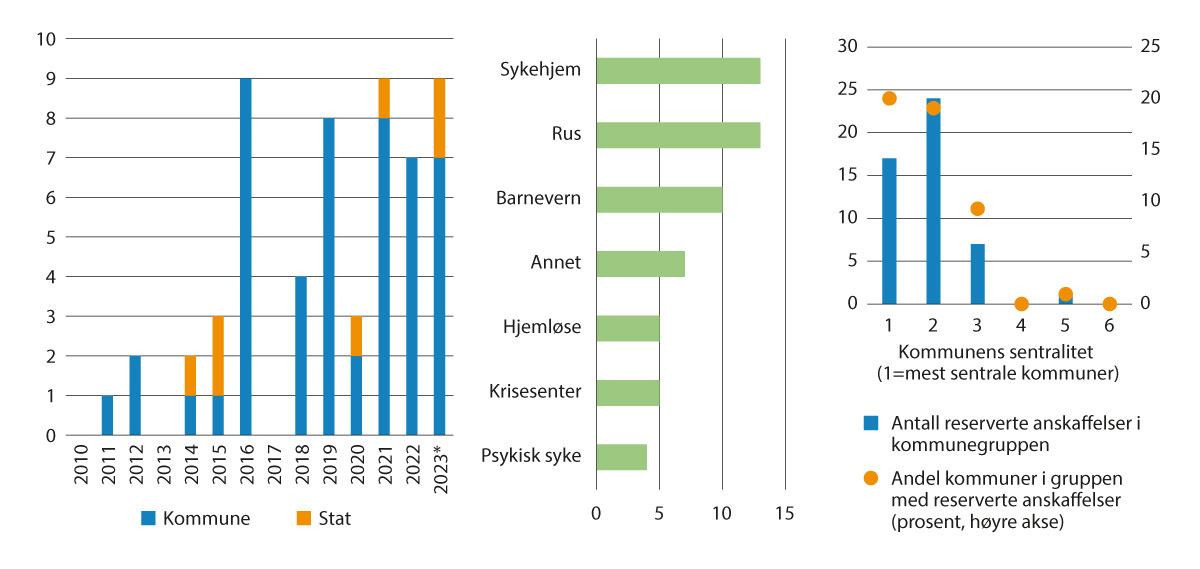 10
9
8
7
6
5
4
3
2
1
0
2010
2011
2012
2013
2014
2015
2016
2017
2018
2019
2020
2021
2022
2023*
Kommune
Stat
Sykehjem
Rus
Barnevern
Annet
Hjemløse
Krisesenter
Psykisk syke
0 5 10 15
30 25
25 20
20 15
15 10
10 5
5 0
0
1 2 3 4 5 6
Kommunens sentralitet
(1=mest sentrale kommuner)
Antall reserverte anskaffelser i
kommunegruppen
Andel kommuner i gruppen
med reserverte anskaffelser
(prosent, høyre akse)